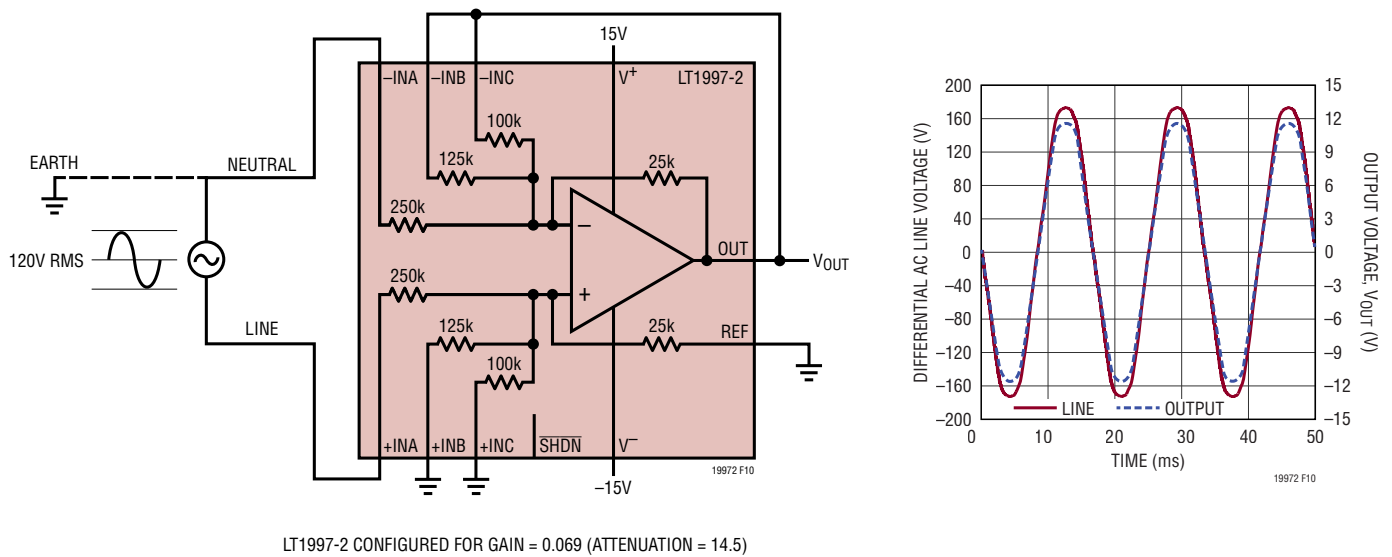 15V
–INA –INB –INC V+ LT1997-2
100k
125k 25k
EARTH
NEUTRAL
250k
–
120V RMS
OUT VOUT
250k
+
LINE
125k 25k REF
100k
+INA +INB +INC SHDN V–
19972 F10
–15V
LT1997-2 CONFIGURED FOR GAIN = 0.069 (ATTENUATION = 14.5)
DIFFERENTIAL AC LINE VOLTAGE (V)
200
160
120
80
40
0
–40
–80
–120
–160
–200
15
12
9
6
3
0
–3
–6
–9
–12
–15
OUTPUT VOLTAGE, VOUT (V)
LINE OUTPUT
0 10 20 30 40 50
TIME (ms)
19972 F10